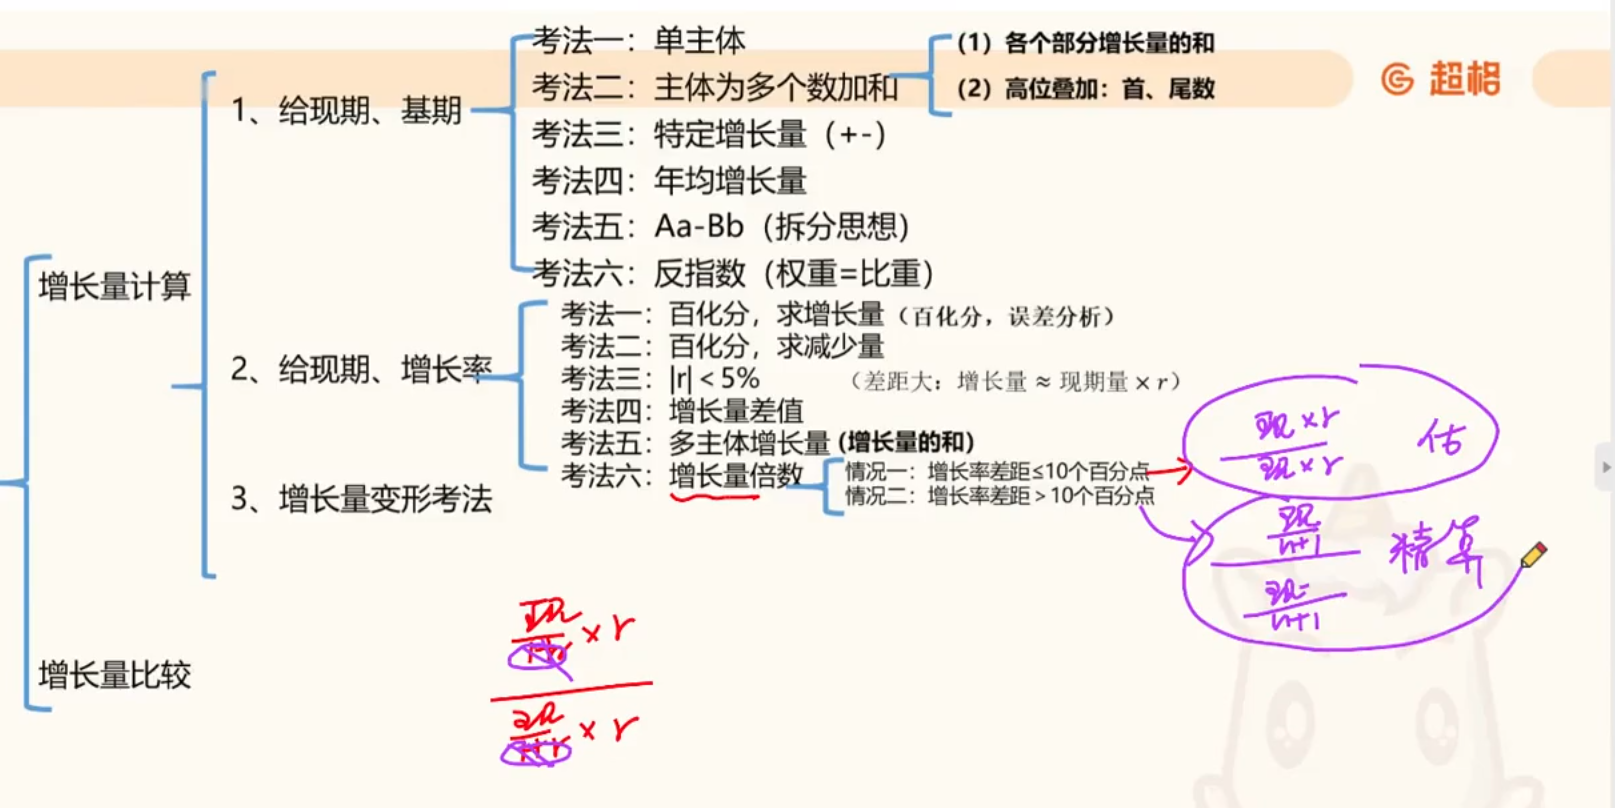 增长量计算
1、给现期、基期
考法一：单主体
考法二：主体为多个数加和
（1）各个部分增长量的和
（2）高位叠加：首、尾数
考法三：特定增长量（+-）
考法四：年均增长量
考法五：Aa-Bb（拆分思想）
考法六：反指数（权重=比重）
超格
2、给现期、增长率
考法一：百化分，求增长量（百化分，误差分析）
考法二：百化分，求减少量
考法三：|r|<5% （差距大：增长量≈现期量×r）
考法四：增长量差值
考法五：多主体增长量（增长量的和）
考法六：增长量倍数
情况一：增长率差距≤10个百分点
情况二：增长率差距>10个百分点
现×r
现×r
估
现
n+1
现
n+1
精算
3、增长量变形考法
现
1+r
×r
现
1+r
×r
增长量比较